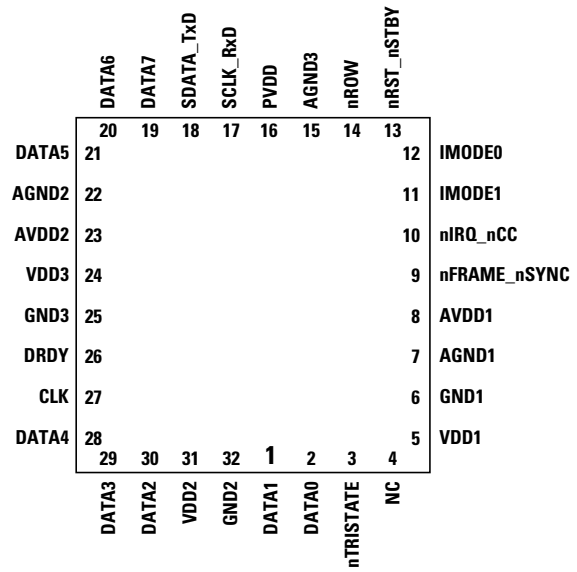 DATA6
DATA7
SDATA_TxD
SCLK_RxD
PVDD
AGND3
nROW
nRST_nSTBY
20 19 18 17 16 15 14 13
DATA5 21 12 IMODE0
AGND2 22 11 IMODE1
AVDD2 23 10 nIRQ_nCC
VDD3 24 9 nFRAME_nSYNC
GND3 25 8 AVDD1
DRDY 26 7 AGND1
CLK 27 6 GND1
DATA4 28 5 VDD1
29 30 31 32 1 2 3 4
DATA3
DATA2
VDD2
GND2
DATA1
DATA0
nTRISTATE
NC